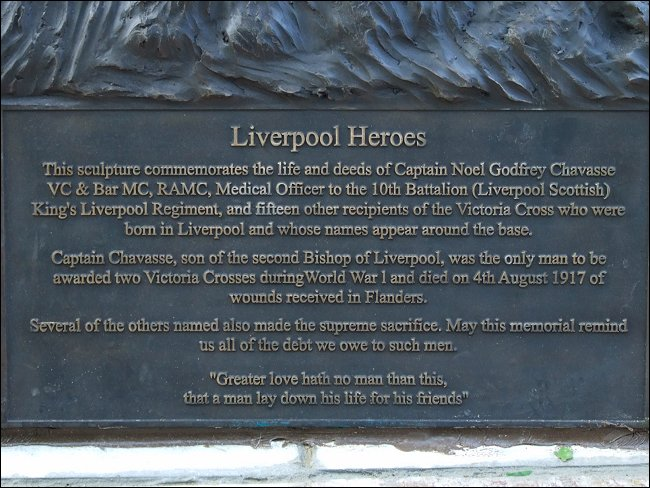 Liverpool Heroes
This sculpture commemorates the life and deeds of Captain Noel Godfrey Chavasse
VC & Bar MC, RAMC, Medical Officer to the 10th Battalion (Liverpool Scottish)
King's Liverpool Regiment, and fifteen other recipients of the Victoria Cross who were
born in Liverpool and whose names appear around the base.
Captain Chavasse, son of the second Bishop of Liverpool, was the only man to be
awarded two Victoria Crosses duringWorld War 1 and died on 4th August 1917 of
wounds received in Flanders.
Several of the others named also made the supreme sacrifice. May this memorial remind
us all of the debt we owe to such men.
"Greater love hath no man than this,
that a man lay down his life for his friends"